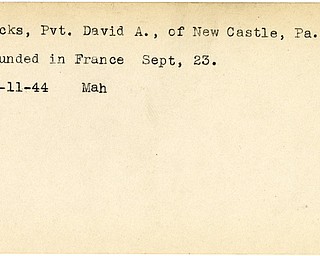 cks, Pvt. David A., of New Castle, Pa.
unded in France Sept, 23.
-11-44 Mah